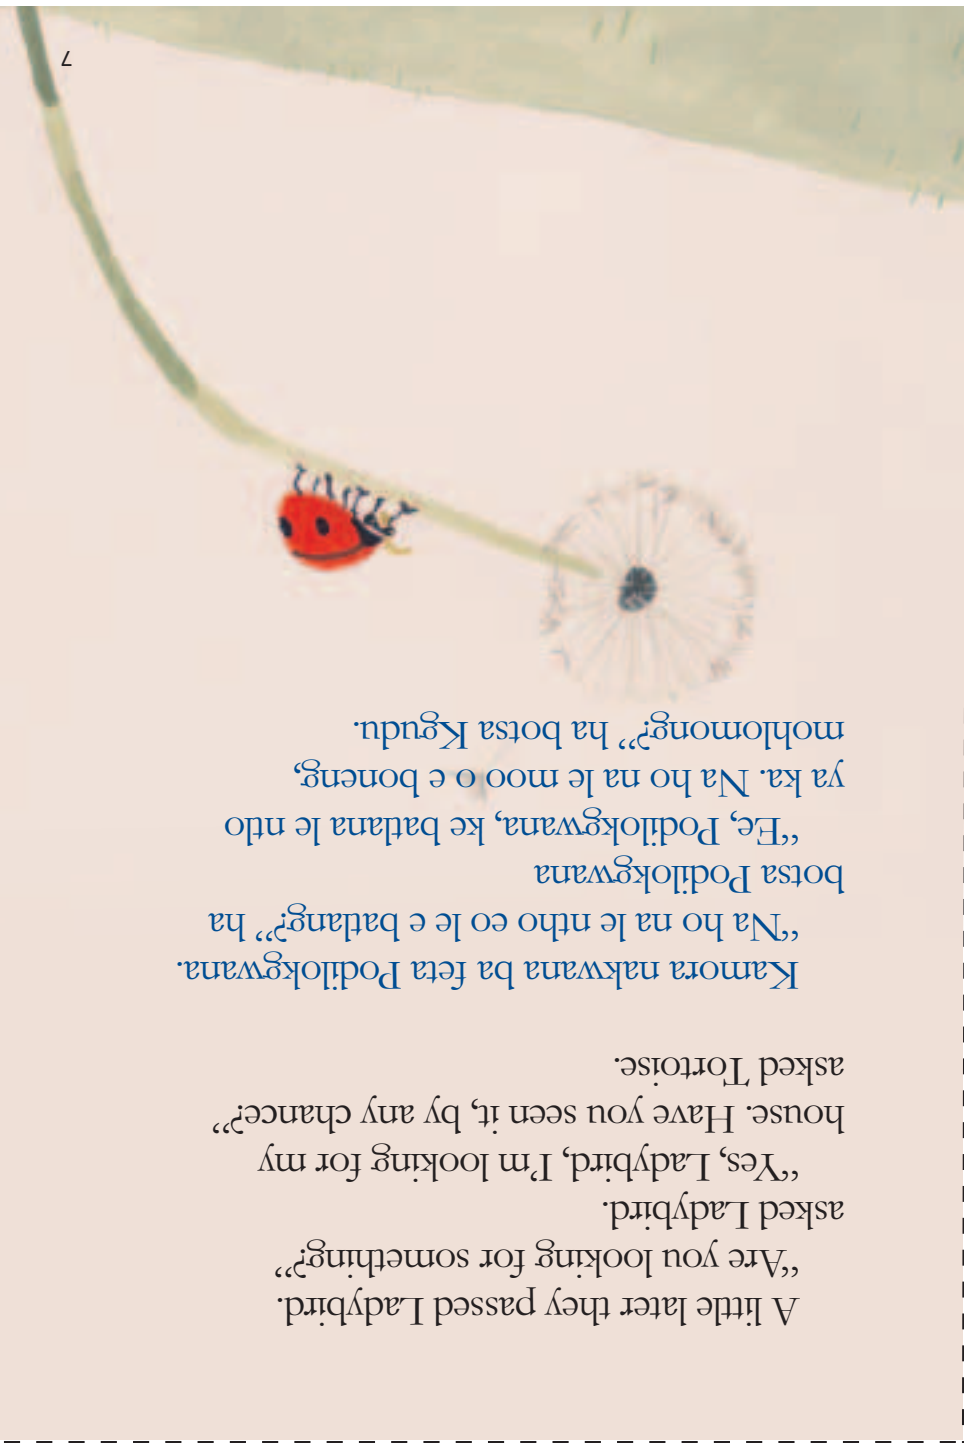 A little later they passed Ladybird.
“Are you looking for something?”
asked Ladybird.
“Yes, Ladybird, I’m looking for my
house. Have you seen it, by any chance?”
asked Tortoise.
Kamora nakwana ba feta Podilokgwana.
“Na ho na le ntho eo le e batlang?” ha
botsa Podilokgwana
“Ee, Podilokgwana, ke batlana le ntlo
ya ka. Na ho na le moo o e boneng,
mohlomong?” ha botsa Kgudu.
7